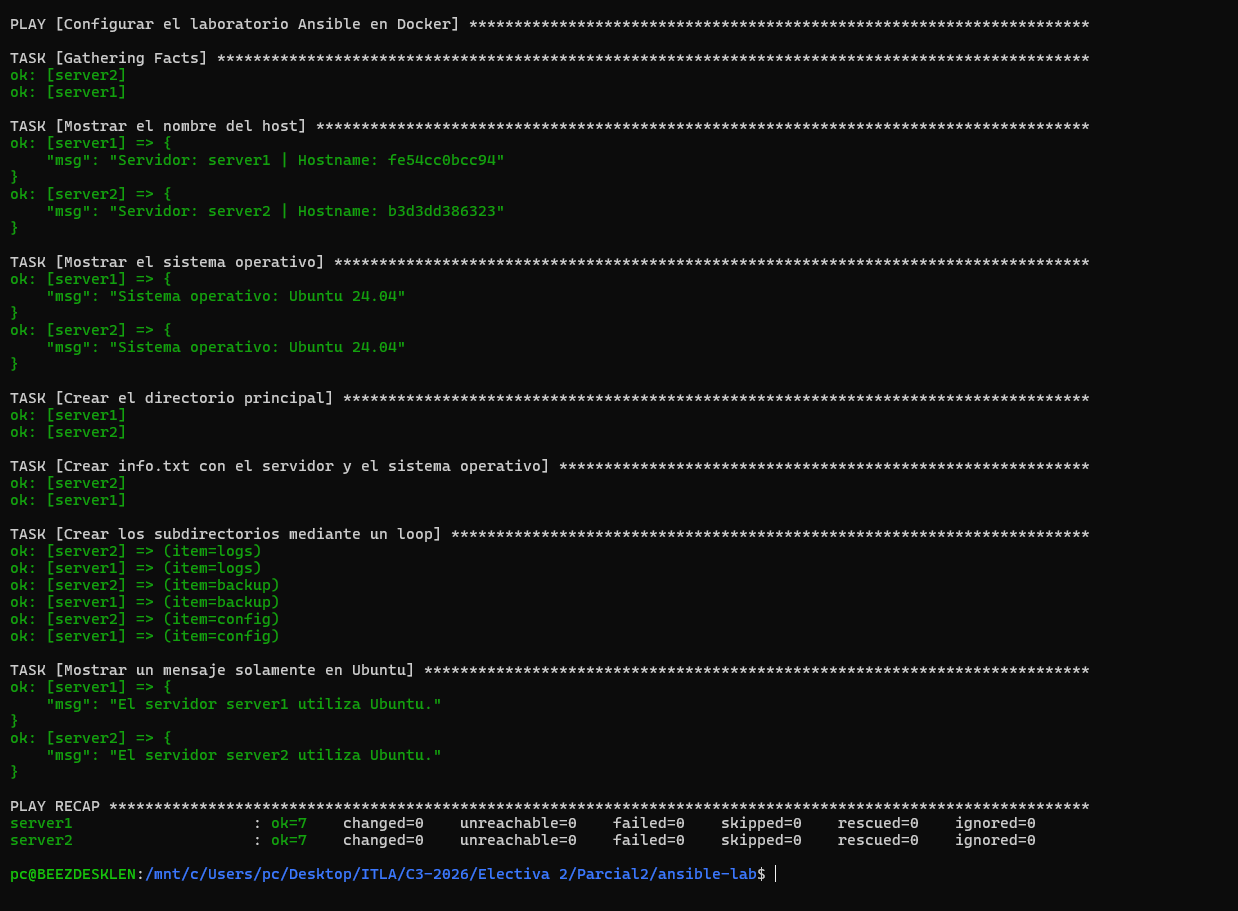 PLAY [Configurar el laboratorio Ansible en Docker] *********************************************************************
TASK [Gathering Facts] *************************************************************************************************
ok: [server2]
ok: [server1]
TASK [Mostrar el nombre del host] **************************************************************************************
ok: [server1] => {
    "msg": "Servidor: server1 | Hostname: fe54cc0bcc94"
}
ok: [server2] => {
    "msg": "Servidor: server2 | Hostname: b3d3dd386323"
}
TASK [Mostrar el sistema operativo] ************************************************************************************
ok: [server1] => {
    "msg": "Sistema operativo: Ubuntu 24.04"
}
ok: [server2] => {
    "msg": "Sistema operativo: Ubuntu 24.04"
}
TASK [Crear el directorio principal] ***********************************************************************************
ok: [server1]
ok: [server2]
TASK [Crear info.txt con el servidor y el sistema operativo] ***********************************************************
ok: [server2]
ok: [server1]
TASK [Crear los subdirectorios mediante un loop] ***********************************************************************
ok: [server2] => (item=logs)
ok: [server1] => (item=logs)
ok: [server2] => (item=backup)
ok: [server1] => (item=backup)
ok: [server2] => (item=config)
ok: [server1] => (item=config)
TASK [Mostrar un mensaje solamente en Ubuntu] **************************************************************************
ok: [server1] => {
    "msg": "El servidor server1 utiliza Ubuntu."
}
ok: [server2] => {
    "msg": "El servidor server2 utiliza Ubuntu."
}
PLAY RECAP *************************************************************************************************************
server1                    : ok=7    changed=0    unreachable=0    failed=0    skipped=0    rescued=0    ignored=0
server2                    : ok=7    changed=0    unreachable=0    failed=0    skipped=0    rescued=0    ignored=0
pc@BEEZDESKLEN:/mnt/c/Users/pc/Desktop/ITLA/C3-2026/Electiva 2/Parcial2/ansible-lab$